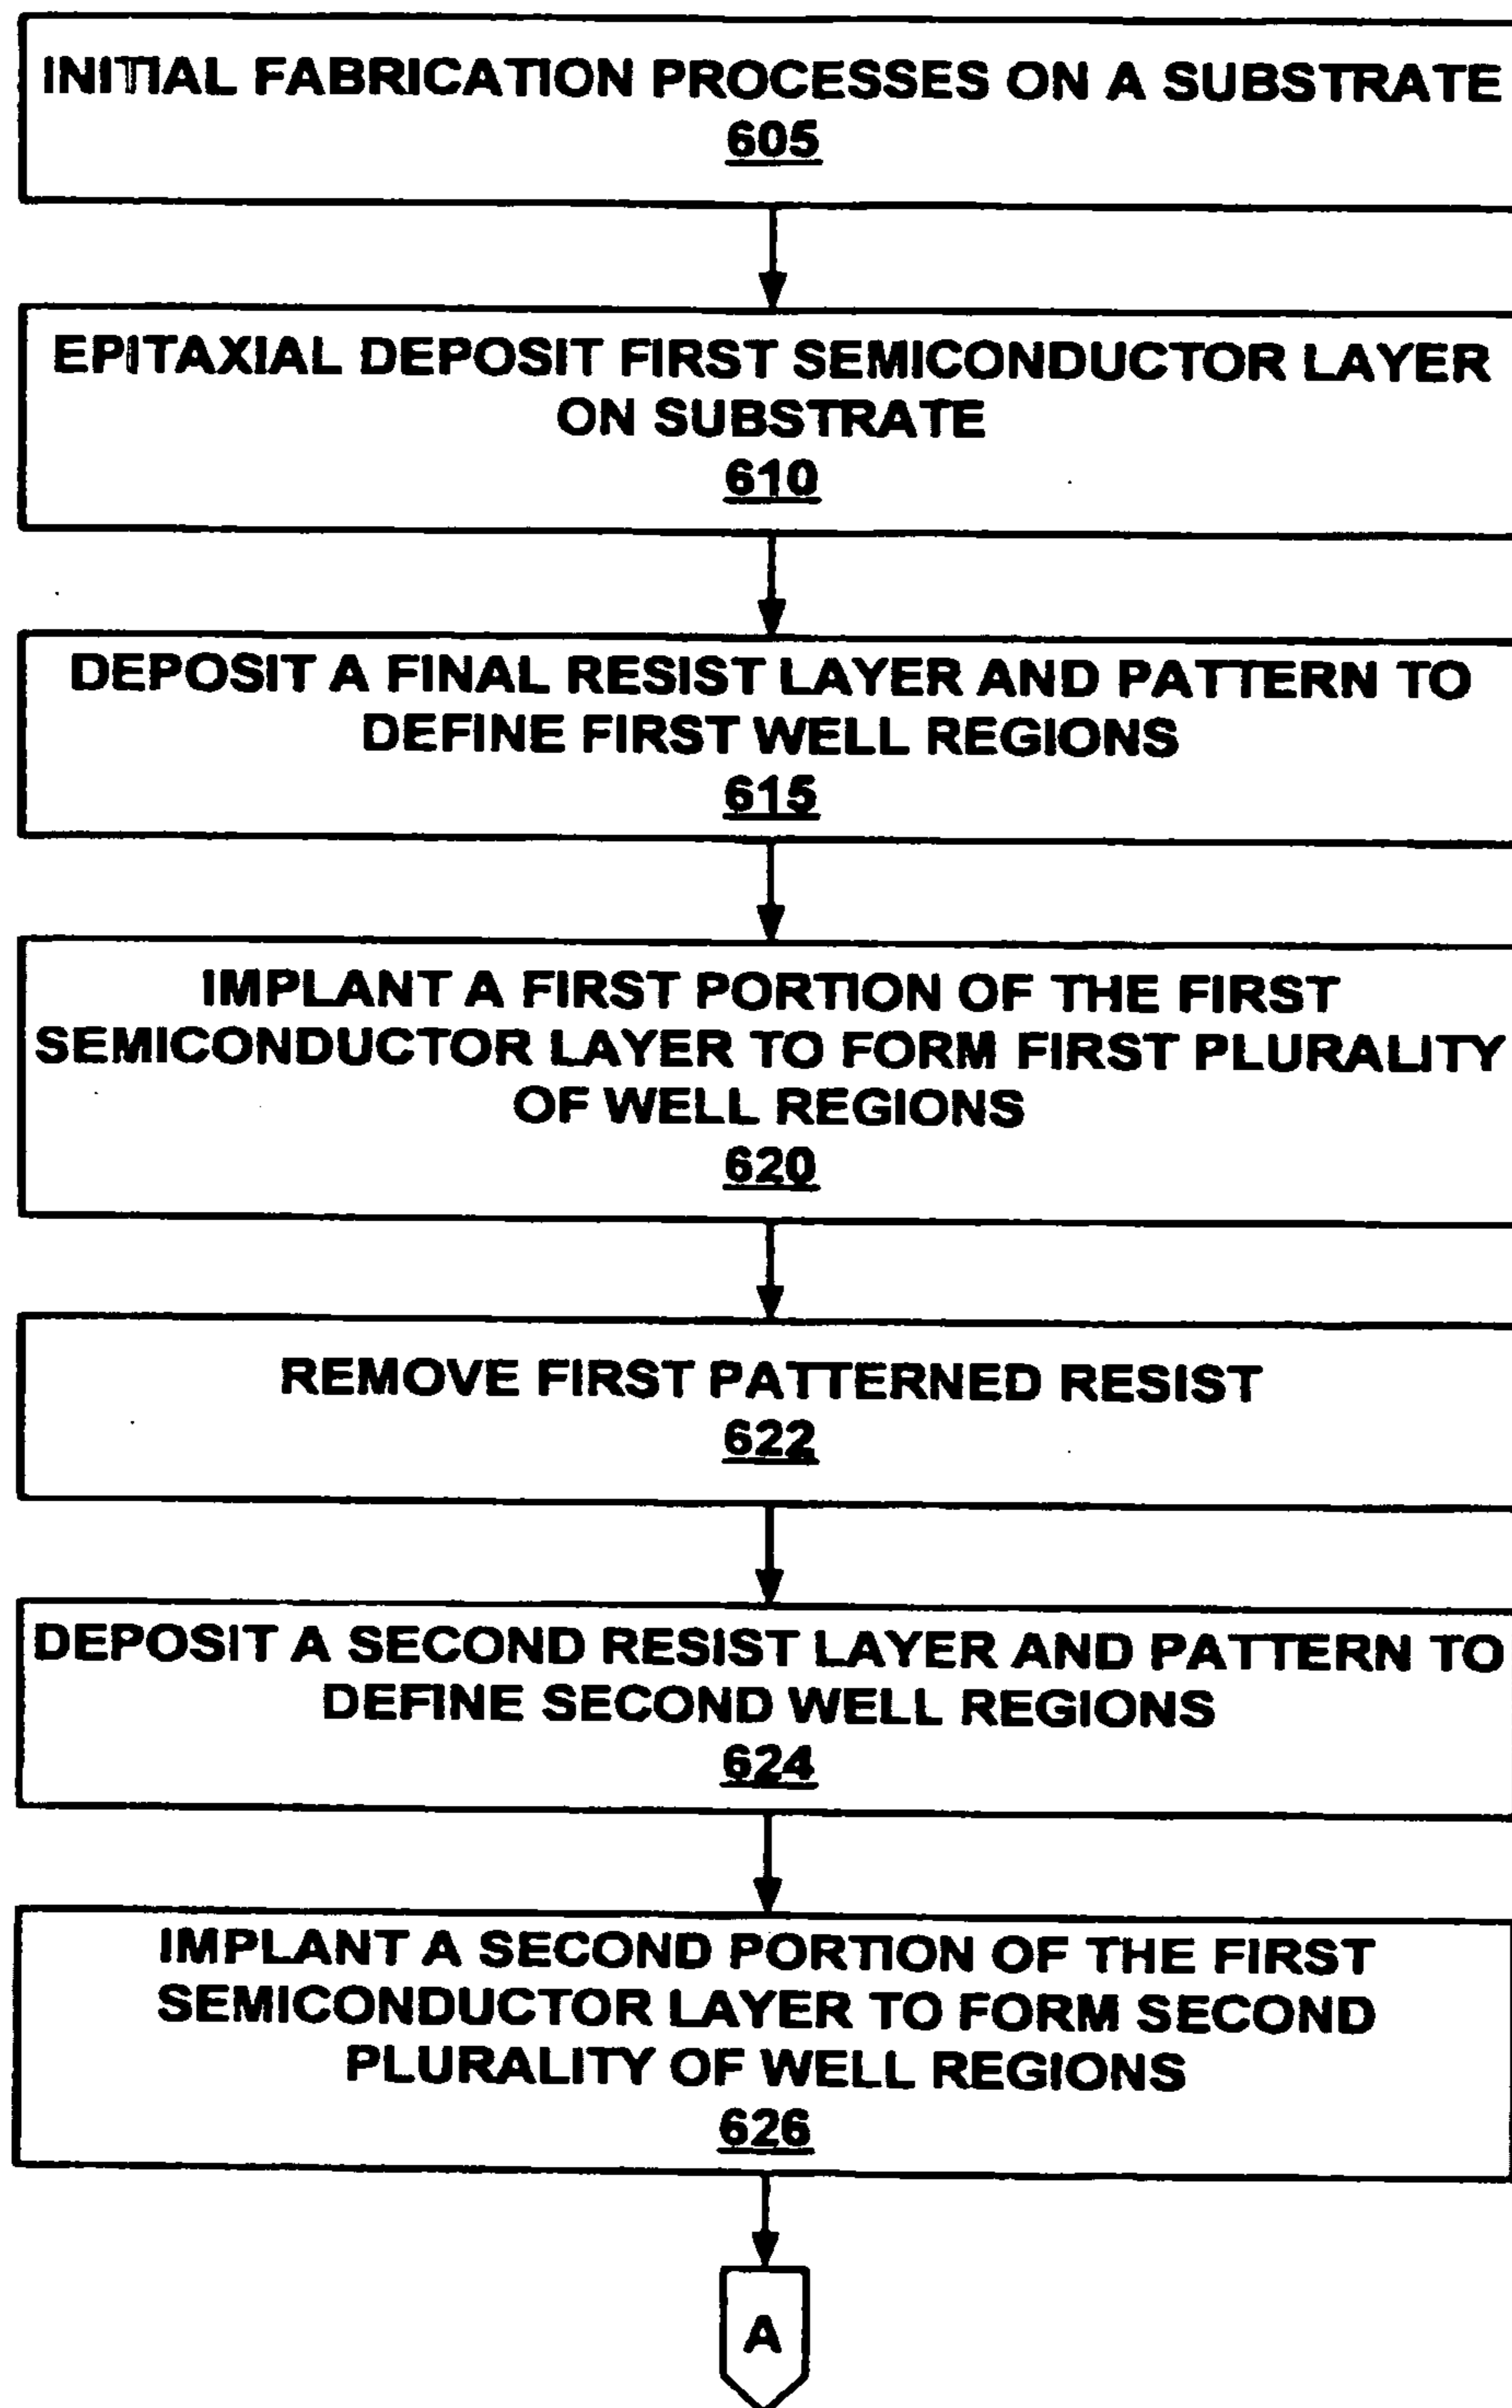 INITIAL FABRICATION PROCESSES ON A SUBSTRATE
605
EPITAXIAL DEPOSIT FIRST SEMICONDUCTOR LAYER
ON SUBSTRATE
610
DEPOSIT A FINAL RESIST LAYER AND PATTERN TO
DEFINE FIRST WELL REGIONS
615
IMPLANT A FIRST PORTION OF THE FIRST
SEMICONDUCTOR LAYER TO FORM FIRST PLURALITY
OF WELL REGIONS
620
REMOVE FIRST PATTERNED RESIST
622
DEPOSIT A SECOND RESIST LAYER AND PATTERN TO
DEFINE SECOND WELL REGIONS
624
IMPLANT A SECOND PORTION OF THE FIRST
SEMICONDUCTOR LAYER TO FORM SECOND
PLURALITY OF WELL REGIONS
626
A